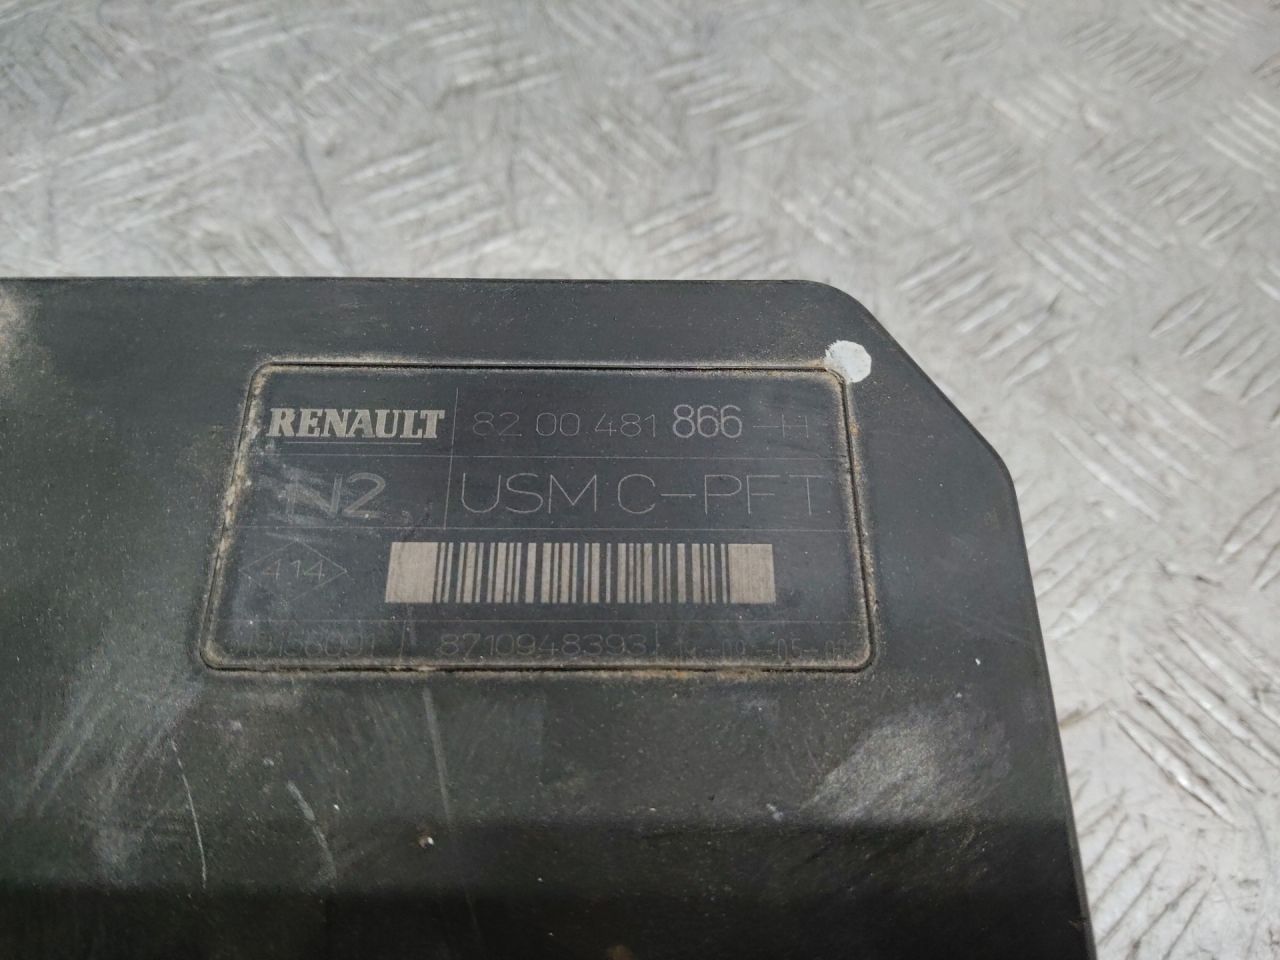 RENAULT 82 00 481 866 -H
N2 USM C-PFT
414
8710948393